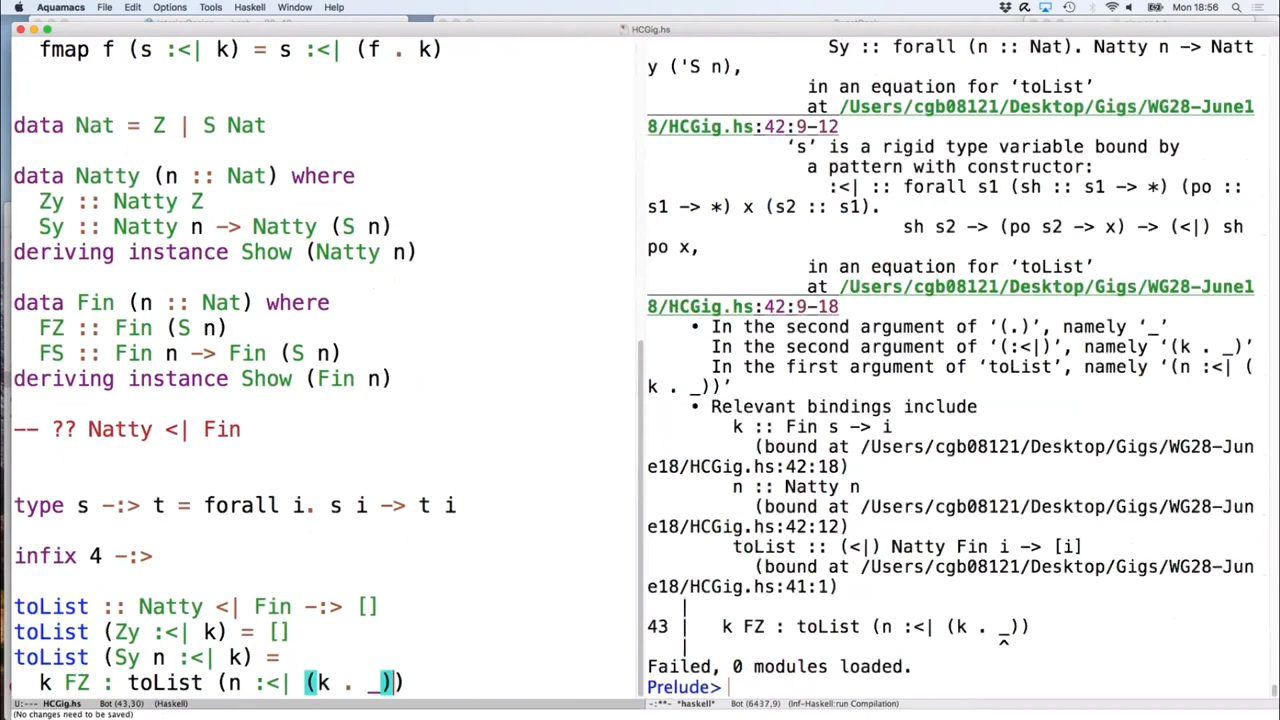 Aquamacs File Edit Options Tools Haskell Window Help
Mon 18:56
HCGig.hs
fmap f (s :<| k) = s :<| (f . k)
data Nat = Z | S Nat
data Natty (n :: Nat) where
Zy :: Natty Z
Sy :: Natty n -> Natty (S n)
deriving instance Show (Natty n)
data Fin (n :: Nat) where
FZ :: Fin (S n)
FS :: Fin n -> Fin (S n)
deriving instance Show (Fin n)
-- ?? Natty <| Fin
type s -:> t = forall i. s i -> t i
infix 4 -:>
toList :: Natty <| Fin -:> []
toList (Zy :<| k) = []
toList (Sy n :<| k) =
k FZ : toList (n :<| (k . _))
U:--- HCGig.hs Bot (43,30) (Haskell)
(No changes need to be saved)
Sy :: forall (n :: Nat). Natty n -> Natt
y ('S n),
in an equation for ‘toList’
at /Users/cgb08121/Desktop/Gigs/WG28-June1
8/HCGig.hs:42:9-12
‘s’ is a rigid type variable bound by
a pattern with constructor:
:<| :: forall s1 (sh :: s1 -> *) (po ::
s1 -> *) x (s2 :: s1).
sh s2 -> (po s2 -> x) -> (<|) sh
po x,
in an equation for ‘toList’
at /Users/cgb08121/Desktop/Gigs/WG28-June1
8/HCGig.hs:42:9-18
• In the second argument of ‘(.)’, namely ‘_’
In the second argument of ‘(:<|)’, namely ‘(k . _)’
In the first argument of ‘toList’, namely ‘(n :<| (
k . _))’
• Relevant bindings include
k :: Fin s -> i
(bound at /Users/cgb08121/Desktop/Gigs/WG28-Jun
e18/HCGig.hs:42:18)
n :: Natty n
(bound at /Users/cgb08121/Desktop/Gigs/WG28-Jun
e18/HCGig.hs:42:12)
toList :: (<|) Natty Fin i -> [i]
(bound at /Users/cgb08121/Desktop/Gigs/WG28-Jun
e18/HCGig.hs:41:1)
|
43 | k FZ : toList (n :<| (k . _))
| ^
Failed, 0 modules loaded.
Prelude>
-:**- *haskell* Bot (6437,9) (Inf-Haskell:run Compilation)